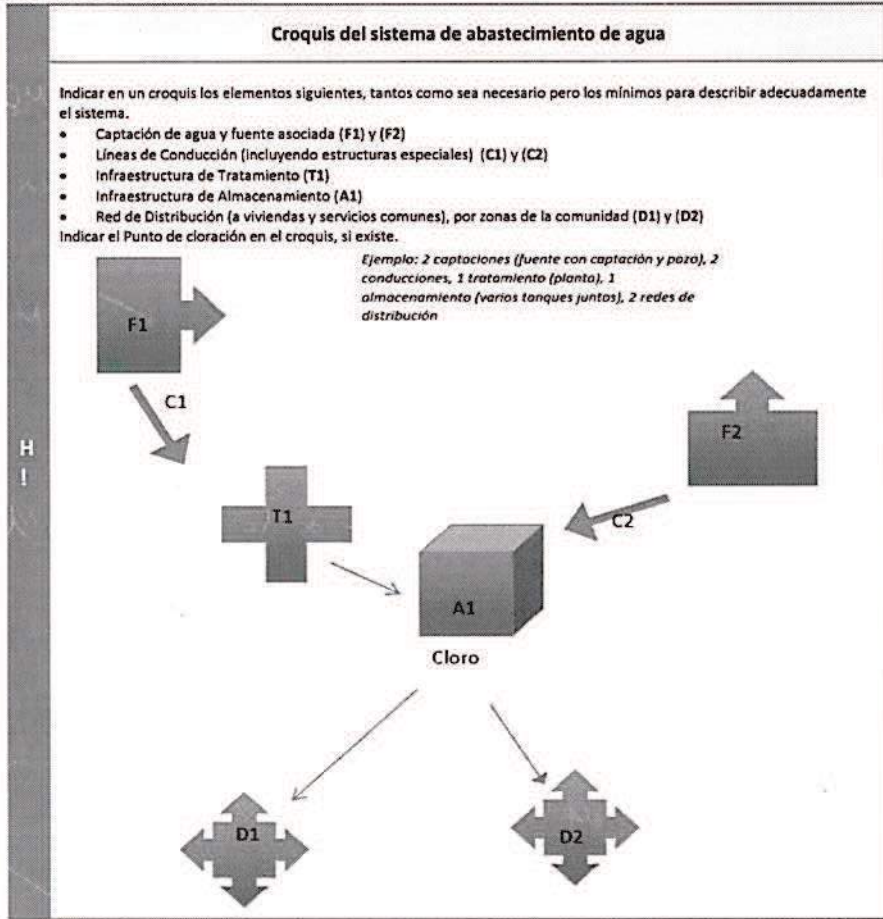 Croquis del sistema de abastecimiento de agua
Indicar en un croquis los elementos siguientes, tantos como sea necesario pero los mínimos para describir adecuadamente
el sistema.
• Captación de agua y fuente asociada (F1) y (F2)
• Líneas de Conducción (incluyendo estructuras especiales) (C1) y (C2)
• Infraestructura de Tratamiento (T1)
• Infraestructura de Almacenamiento (A1)
• Red de Distribución (a viviendas y servicios comunes), por zonas de la comunidad (D1) y (D2)
Indicar el Punto de cloración en el croquis, si existe.
Ejemplo: 2 captaciones (fuente con captación y pozo), 2
conducciones, 1 tratamiento (planta), 1
almacenamiento (varios tanques juntos), 2 redes de
distribución
F1
C1
F2
H
I
T1
C2
A1
Cloro
D1
D2